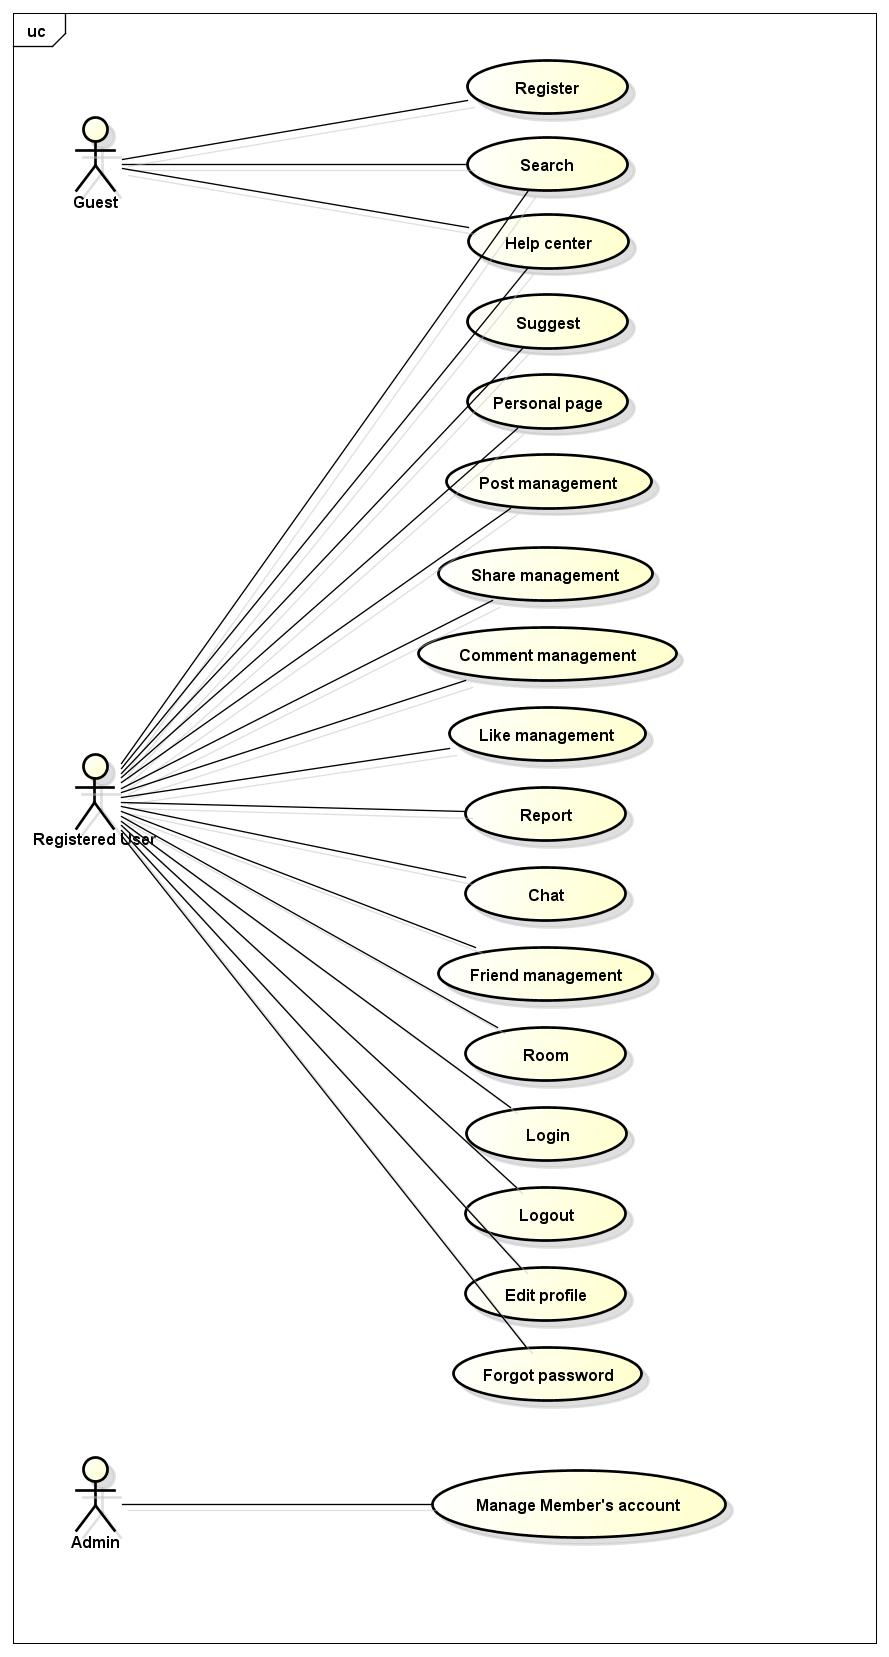 uc
Register
Search
Guest
Help center
Suggest
Personal page
Post management
Share management
Comment management
Like management
Report
Registered User
Chat
Friend management
Room
Login
Logout
Edit profile
Forgot password
Manage Member's account
Admin